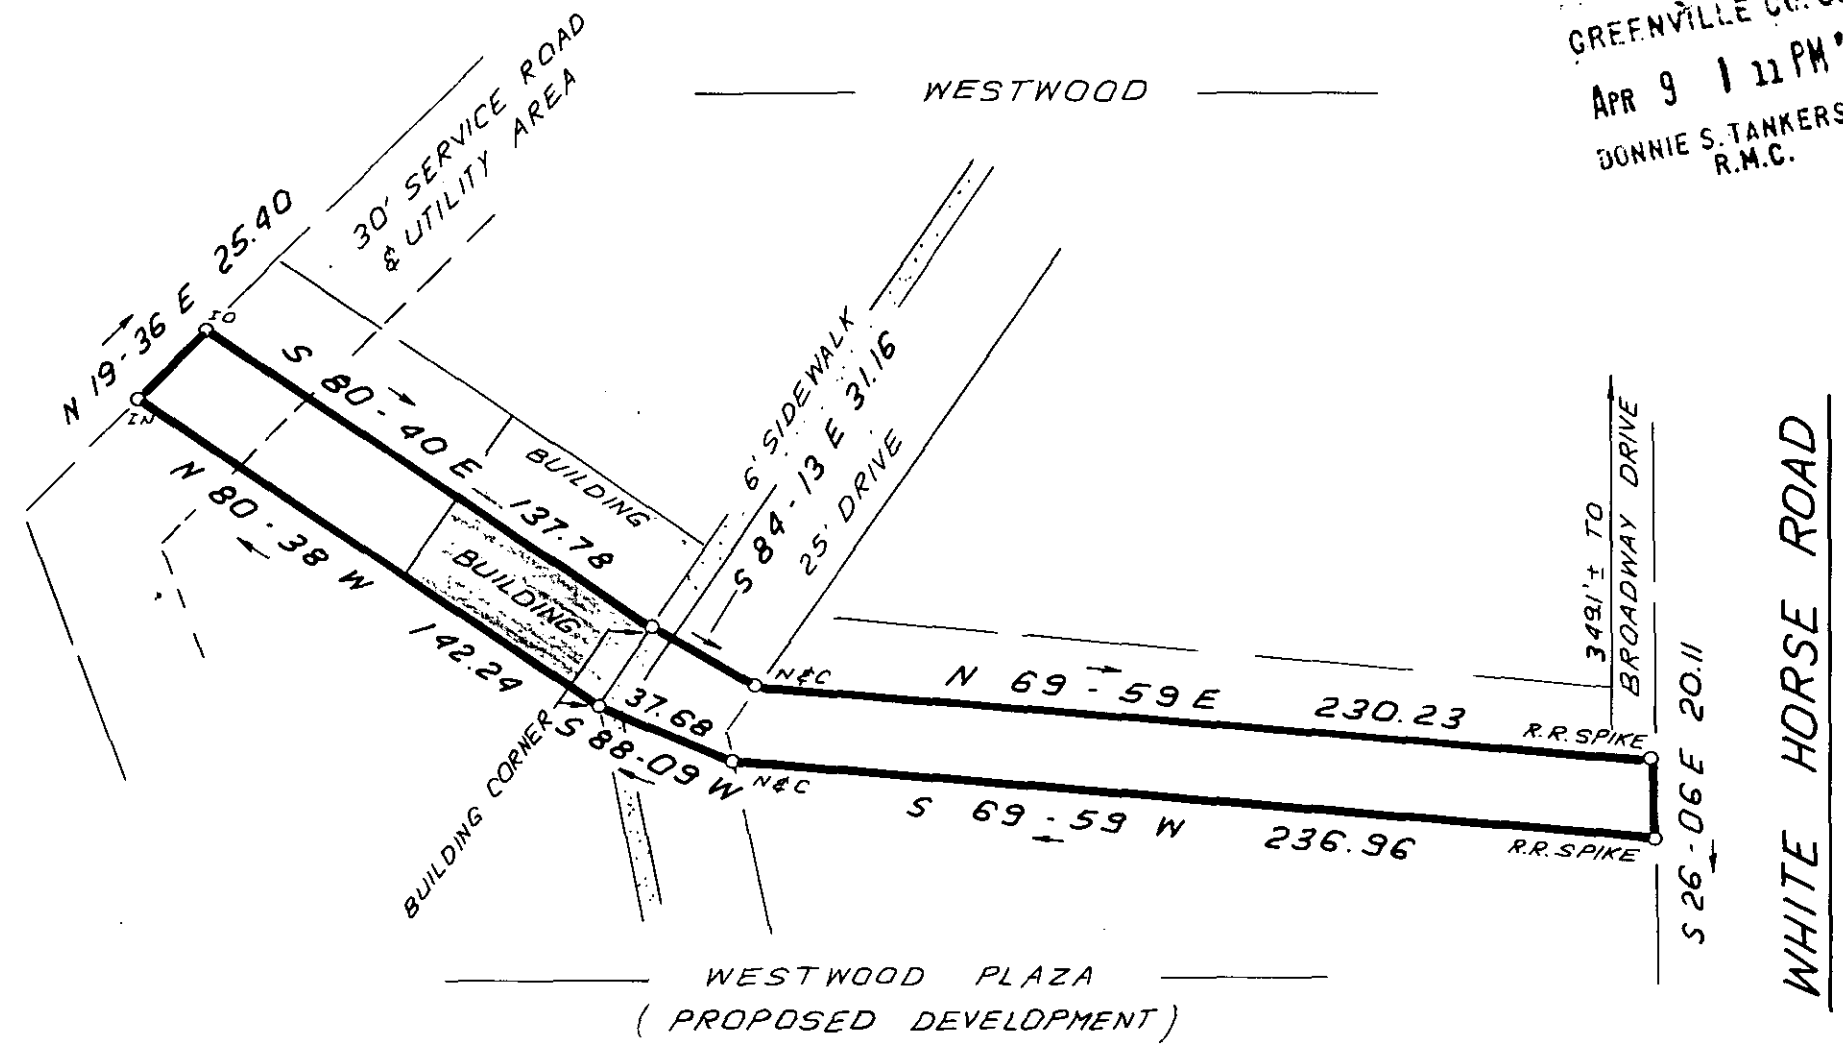 GREENVILLE CO.
APR 9 1 11 PM '
DONNIE S. TANKERS
R.M.C.
WESTWOOD
30' SERVICE ROAD
& UTILITY AREA
N 19-36 E 25.40
IO
IN
S 80-40 E 137.78
N 80-38 W 142.24
BUILDING
BUILDING
BUILDING CORNER
6' SIDEWALK
S 84-13 E 31.16
25' DRIVE
37.68
S 88-09 W
N&C
N&C
N 69-59 E 230.23
S 69-59 W 236.96
R.R. SPIKE
R.R. SPIKE
3491'± TO
BROADWAY DRIVE
S 26-06 E 20.11
WHITE HORSE ROAD
WESTWOOD PLAZA
(PROPOSED DEVELOPMENT)